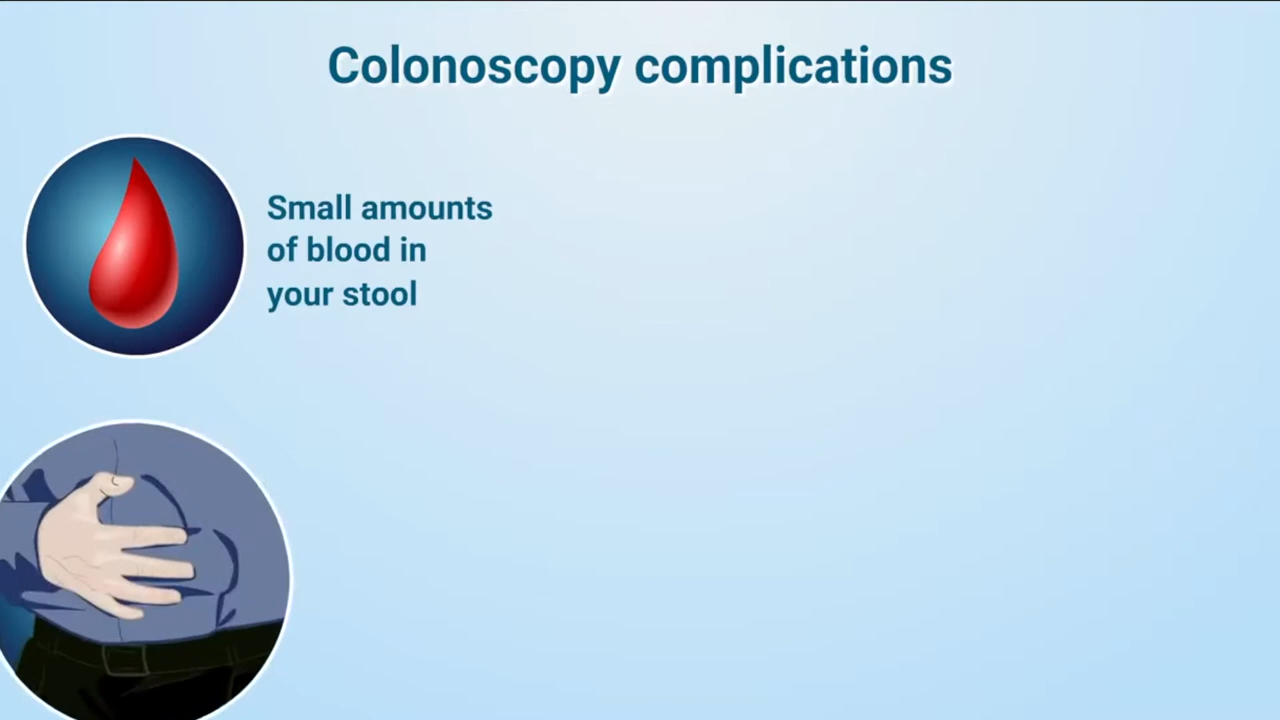 Colonoscopy complications
Small amounts
of blood in
your stool